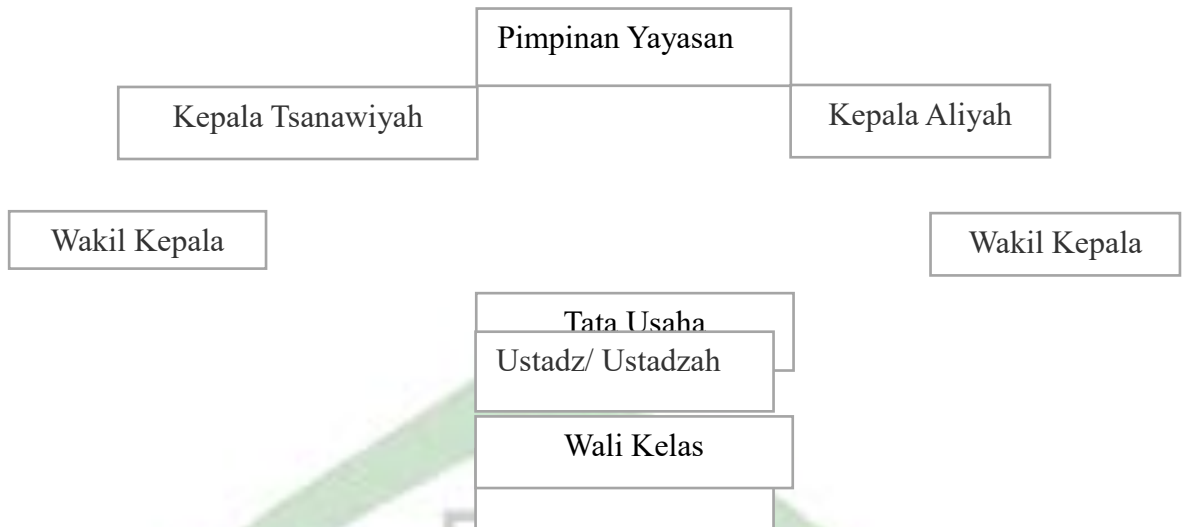 Pimpinan Yayasan
Kepala Tsanawiyah
Kepala Aliyah
Wakil Kepala
Wakil Kepala
Tata Usaha
Ustadz/ Ustadzah
Wali Kelas